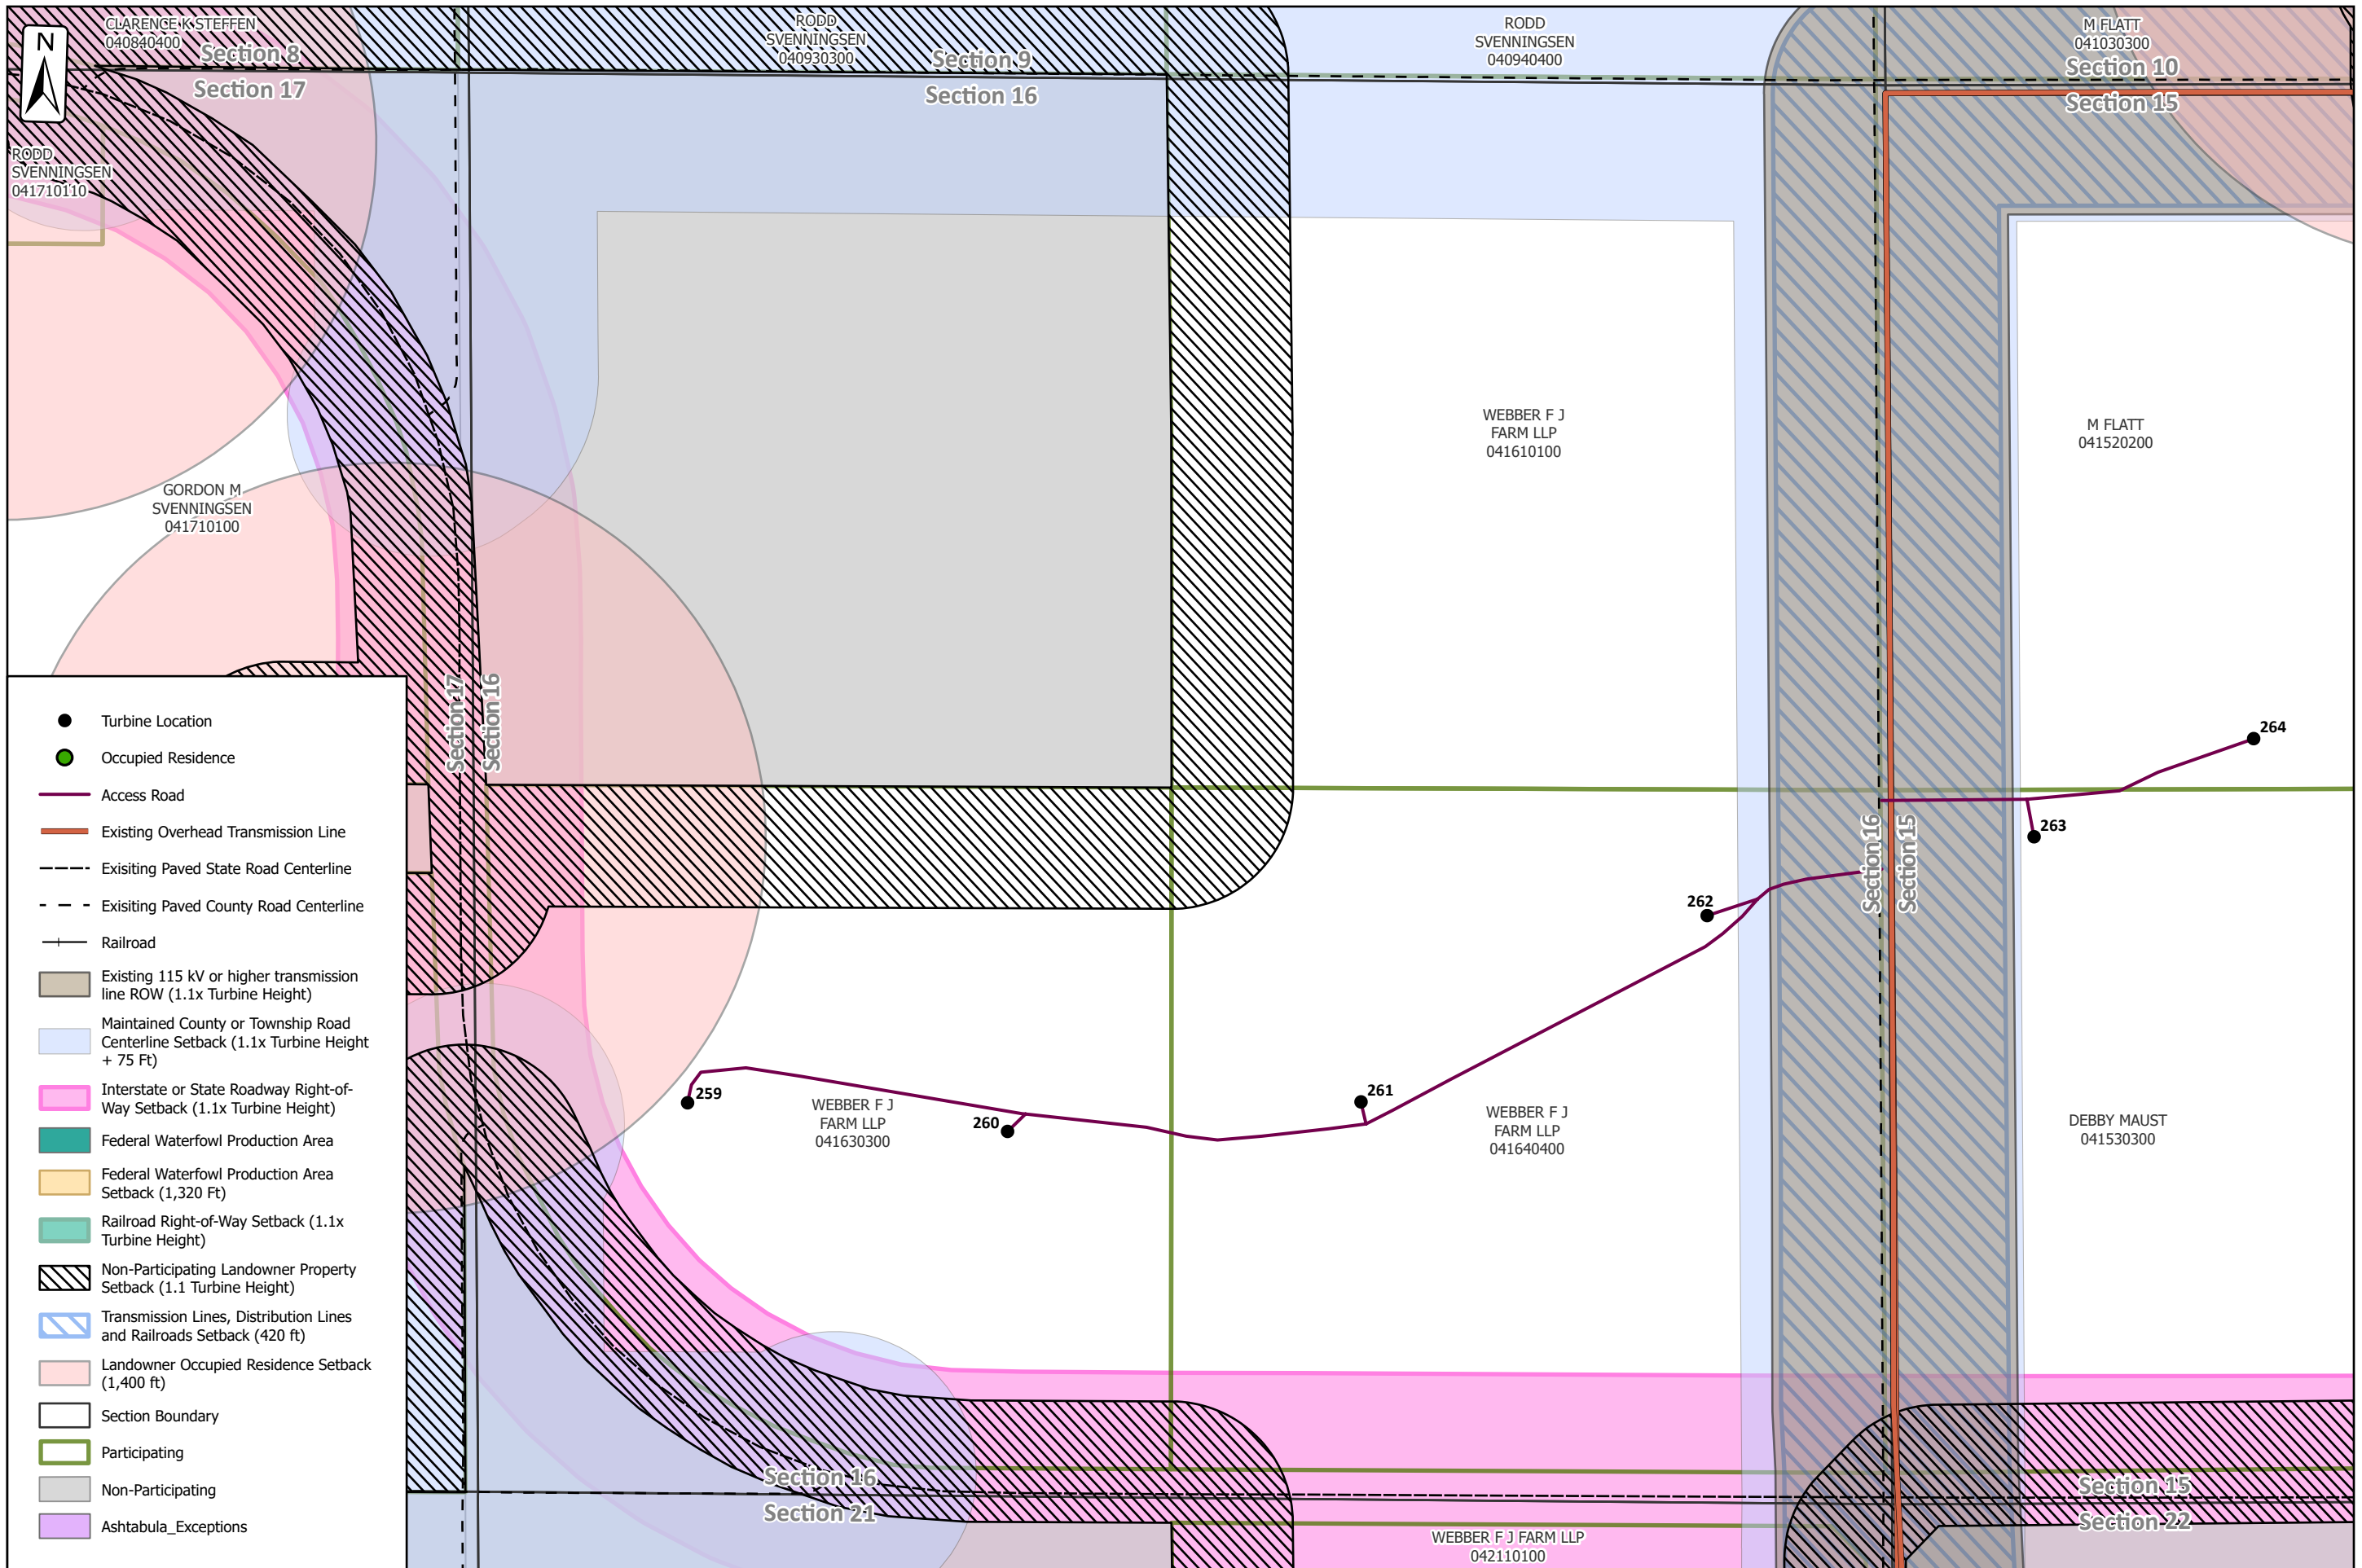 N
CLARENCE K STEFFEN
040840400
Section 8
Section 17
RODD
SVENNINGSEN
040930300
Section 9
Section 16
RODD
SVENNINGSEN
040940400
M FLATT
041030300
Section 10
Section 15
RODD
SVENNINGSEN
041710110
GORDON M
SVENNINGSEN
041710100
WEBBER F J
FARM LLP
041610100
M FLATT
041520200
Section 17
Section 16
264
263
Section 16
Section 15
262
261
259
260
WEBBER F J
FARM LLP
041630300
WEBBER F J
FARM LLP
041640400
DEBBY MAUST
041530300
Section 16
Section 21
Section 15
Section 22
WEBBER F J FARM LLP
042110100
Turbine Location
Occupied Residence
Access Road
Existing Overhead Transmission Line
Exisiting Paved State Road Centerline
Exisiting Paved County Road Centerline
Railroad
Existing 115 kV or higher transmission
line ROW (1.1x Turbine Height)
Maintained County or Township Road
Centerline Setback (1.1x Turbine Height
+ 75 Ft)
Interstate or State Roadway Right-of-
Way Setback (1.1x Turbine Height)
Federal Waterfowl Production Area
Federal Waterfowl Production Area
Setback (1,320 Ft)
Railroad Right-of-Way Setback (1.1x
Turbine Height)
Non-Participating Landowner Property
Setback (1.1 Turbine Height)
Transmission Lines, Distribution Lines
and Railroads Setback (420 ft)
Landowner Occupied Residence Setback
(1,400 ft)
Section Boundary
Participating
Non-Participating
Ashtabula_Exceptions